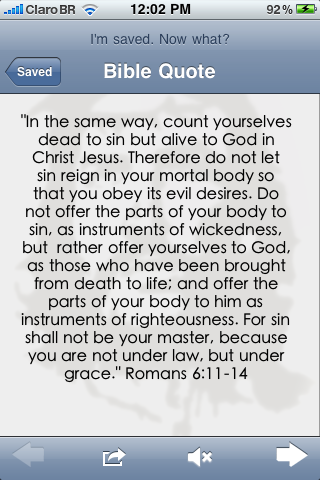 Claro BR 12:02 PM 92%
I'm saved. Now what?
Saved Bible Quote
"In the same way, count yourselves
dead to sin but alive to God in
Christ Jesus. Therefore do not let
sin reign in your mortal body so
that you obey its evil desires. Do
not offer the parts of your body to
sin, as instruments of wickedness,
but rather offer yourselves to God,
as those who have been brought
from death to life; and offer the
parts of your body to him as
instruments of righteousness. For sin
shall not be your master, because
you are not under law, but under
grace." Romans 6:11-14